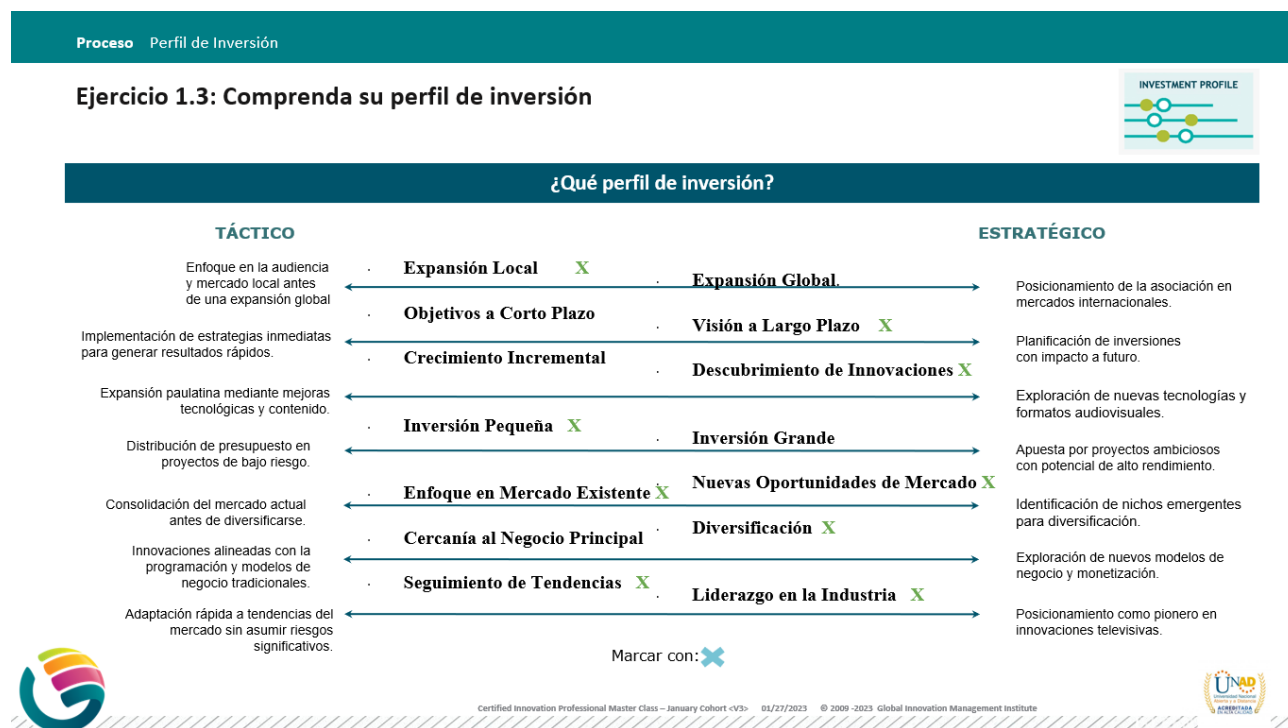 Proceso Perfil de Inversión
Ejercicio 1.3: Comprenda su perfil de inversión
INVESTMENT PROFILE
¿Qué perfil de inversión?
TÁCTICO
ESTRATÉGICO
Enfoque en la audiencia
y mercado local antes
de una expansión global
Expansión Local X
Expansión Global.
Posicionamiento de la asociación en
mercados internacionales.
Implementación de estrategias inmediatas
para generar resultados rápidos.
Objetivos a Corto Plazo
Visión a Largo Plazo X
Planificación de inversiones
con impacto a futuro.
Expansión paulatina mediante mejoras
tecnológicas y contenido.
Crecimiento Incremental
Descubrimiento de Innovaciones X
Exploración de nuevas tecnologías y
formatos audiovisuales.
Distribución de presupuesto en
proyectos de bajo riesgo.
Inversión Pequeña X
Inversión Grande
Apuesta por proyectos ambiciosos
con potencial de alto rendimiento.
Consolidación del mercado actual
antes de diversificarse.
Enfoque en Mercado Existente X
Nuevas Oportunidades de Mercado X
Identificación de nichos emergentes
para diversificación.
Innovaciones alineadas con la
programación y modelos de
negocio tradicionales.
Cercanía al Negocio Principal
Diversificación X
Exploración de nuevos modelos de
negocio y monetización.
Adaptación rápida a tendencias del
mercado sin asumir riesgos
significativos.
Seguimiento de Tendencias X
Liderazgo en la Industria X
Posicionamiento como pionero en
innovaciones televisivas.
Marcar con:
Certified Innovation Professional Master Class – January Cohort <V3> 01/27/2023 © 2009 -2023 Global Innovation Management Institute
UNAD
Universidad Nacional
Abierta y a Distancia
ACREDITADA
EN ALTA CALIDAD